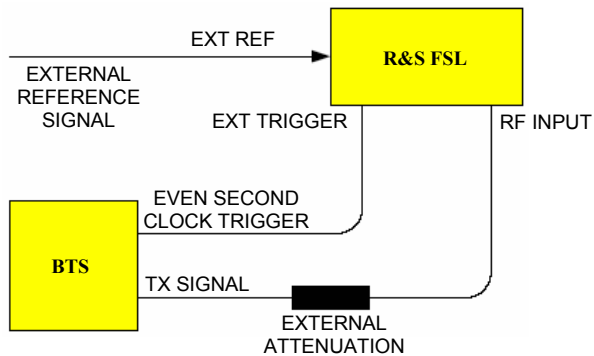 EXT REF
R&S FSL
EXTERNAL
REFERENCE
SIGNAL
EXT TRIGGER
RF INPUT
EVEN SECOND
CLOCK TRIGGER
BTS
TX SIGNAL
EXTERNAL
ATTENUATION